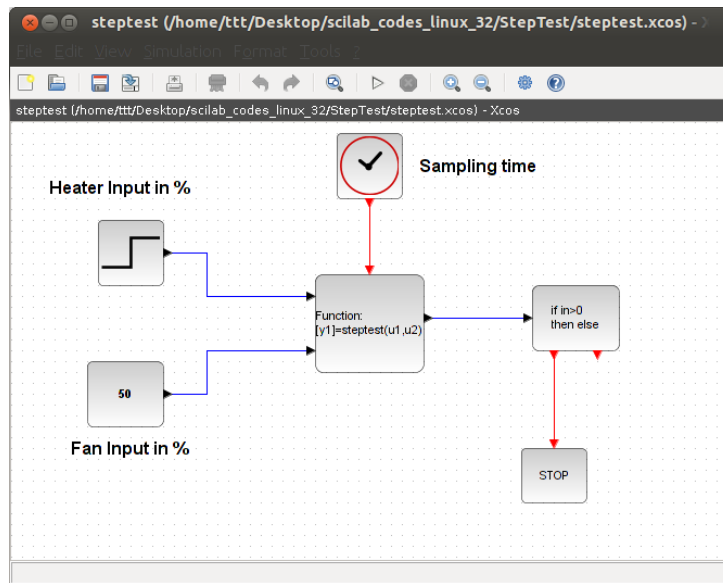 steptest (/home/ttt/Desktop/scilab_codes_linux_32/StepTest/steptest.xcos) - X
File Edit View Simulation Format Tools ?
steptest (/home/ttt/Desktop/scilab_codes_linux_32/StepTest/steptest.xcos) - Xcos
Sampling time
Heater Input in %
Function:
[y1]=steptest(u1,u2)
if in>0
then else
50
Fan Input in %
STOP